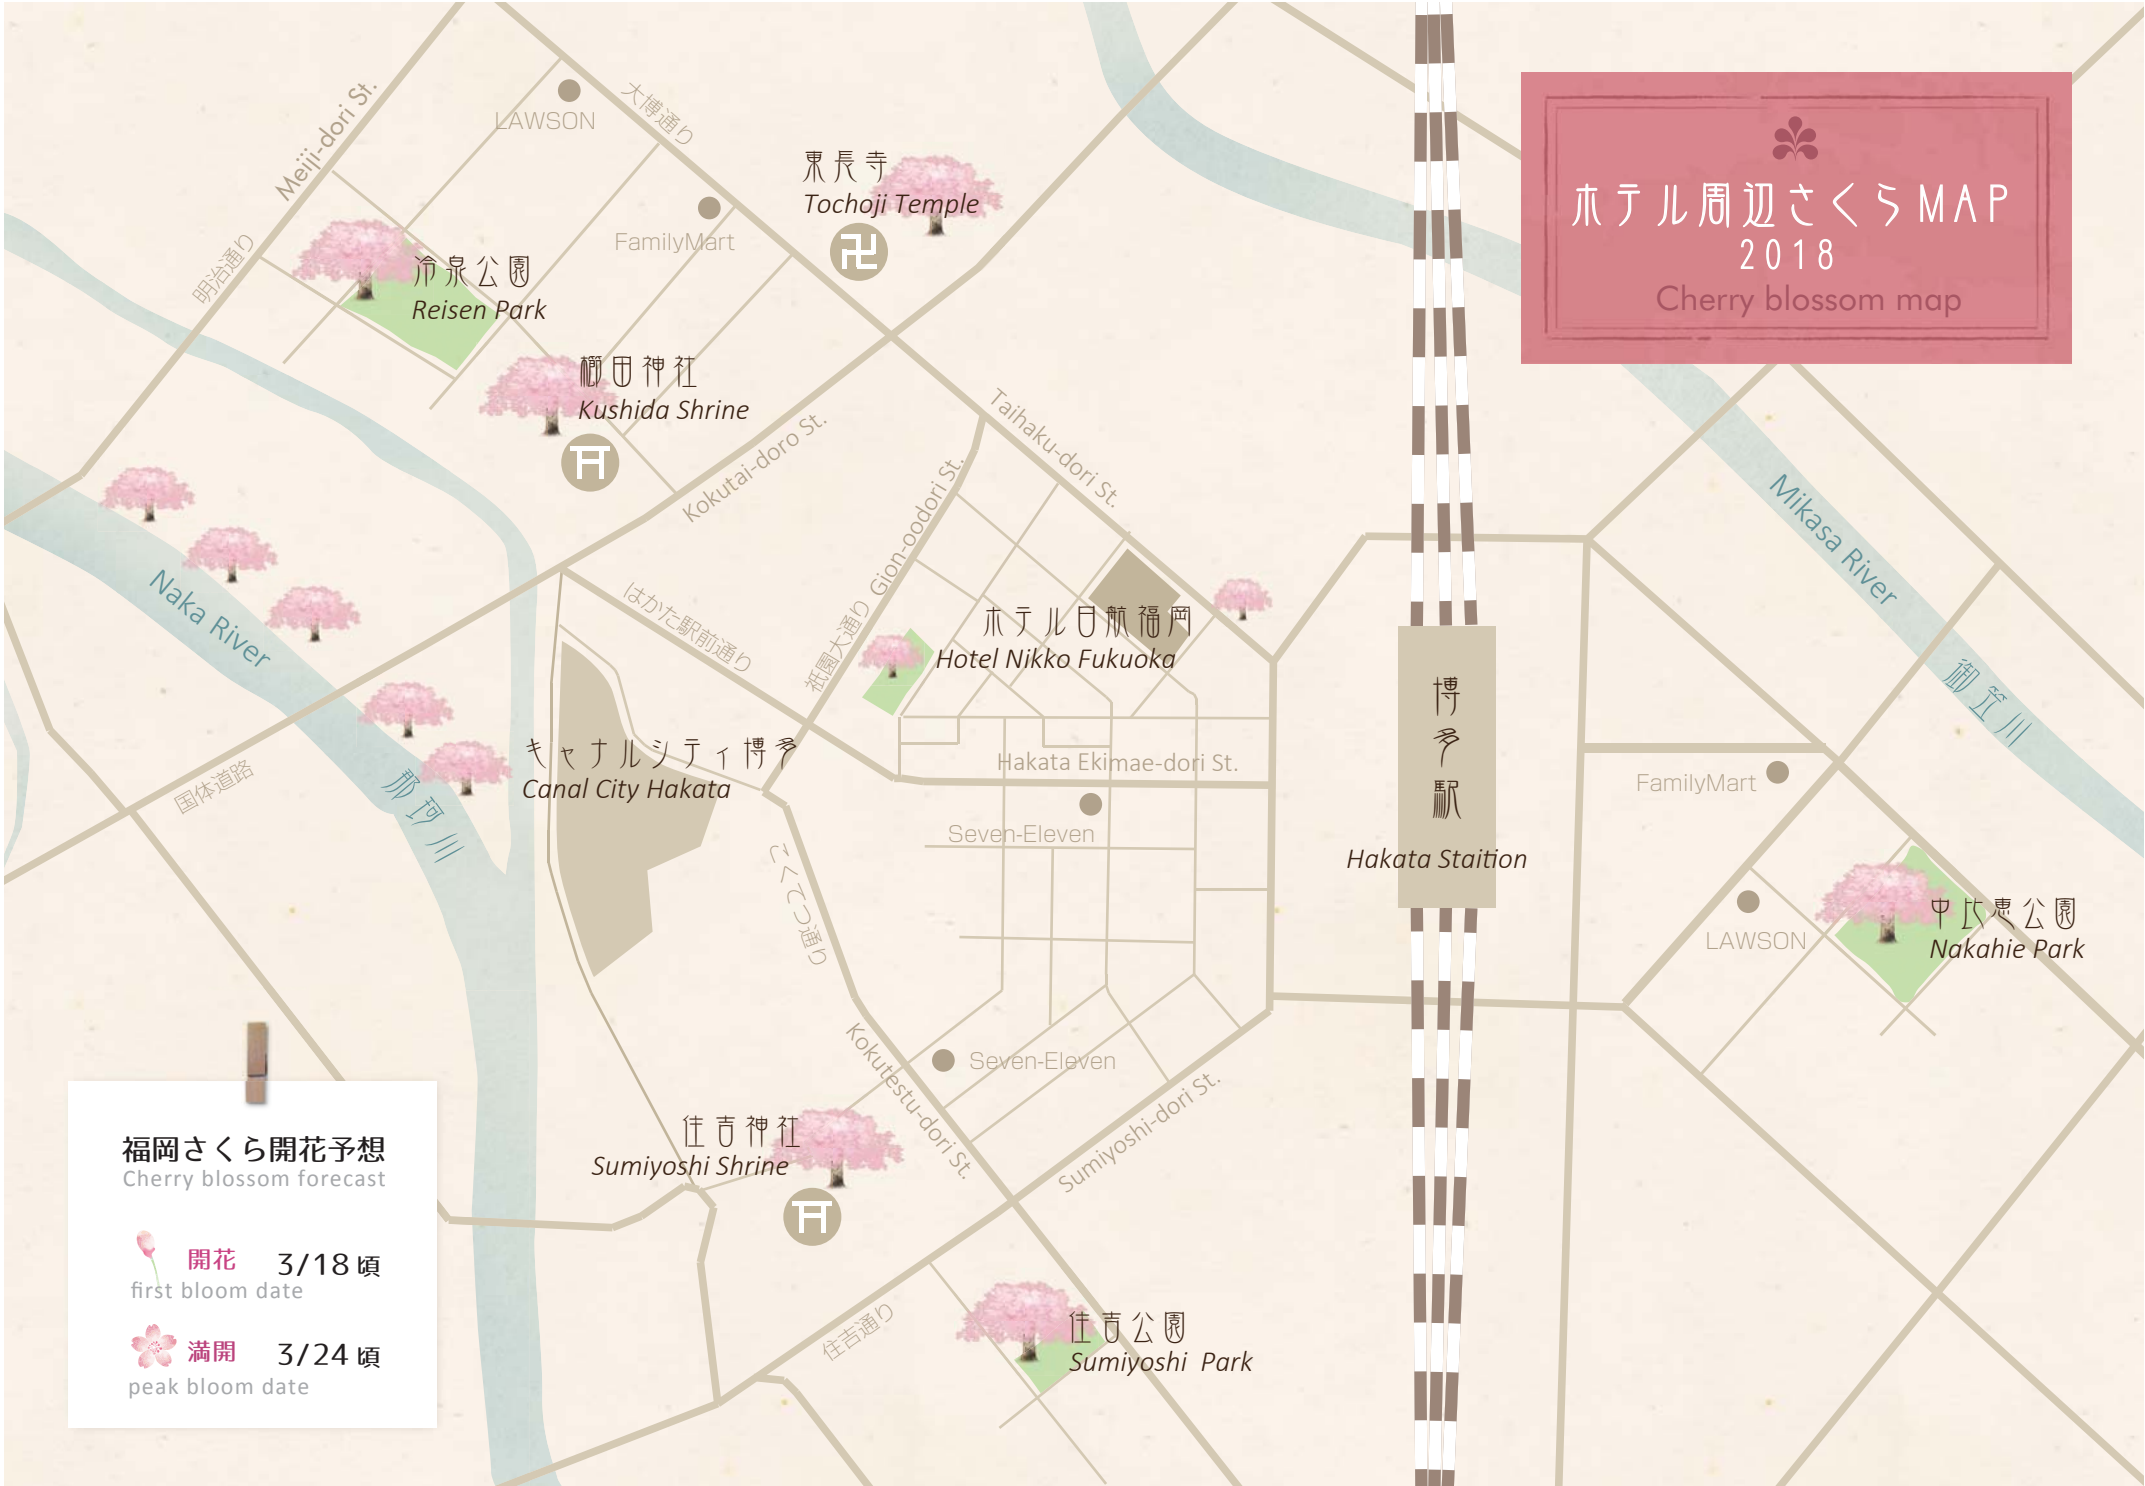 ホテル周辺さくらMAP
2018
Cherry blossom map
Meiji-dori St.
明治通り
LAWSON
大博通り
FamilyMart
東長寺
Tochoji Temple
冷泉公園
Reisen Park
櫛田神社
Kushida Shrine
Kokutai-doro St.
Taihaku-dori St.
Gion-oodori St.
祇園大通り
はかた駅前通り
Naka River
那珂川
国体道路
ホテル日航福岡
Hotel Nikko Fukuoka
キャナルシティ博多
Canal City Hakata
Hakata Ekimae-dori St.
Seven-Eleven
こくてつ通り
博多駅
Hakata Staition
Mikasa River
御笠川
FamilyMart
LAWSON
中比恵公園
Nakahie Park
Kokutestu-dori St.
Seven-Eleven
Sumiyoshi-dori St.
住吉神社
Sumiyoshi Shrine
住吉通り
住吉公園
Sumiyoshi Park
福岡さくら開花予想
Cherry blossom forecast
開花 3/18頃
first bloom date
満開 3/24頃
peak bloom date